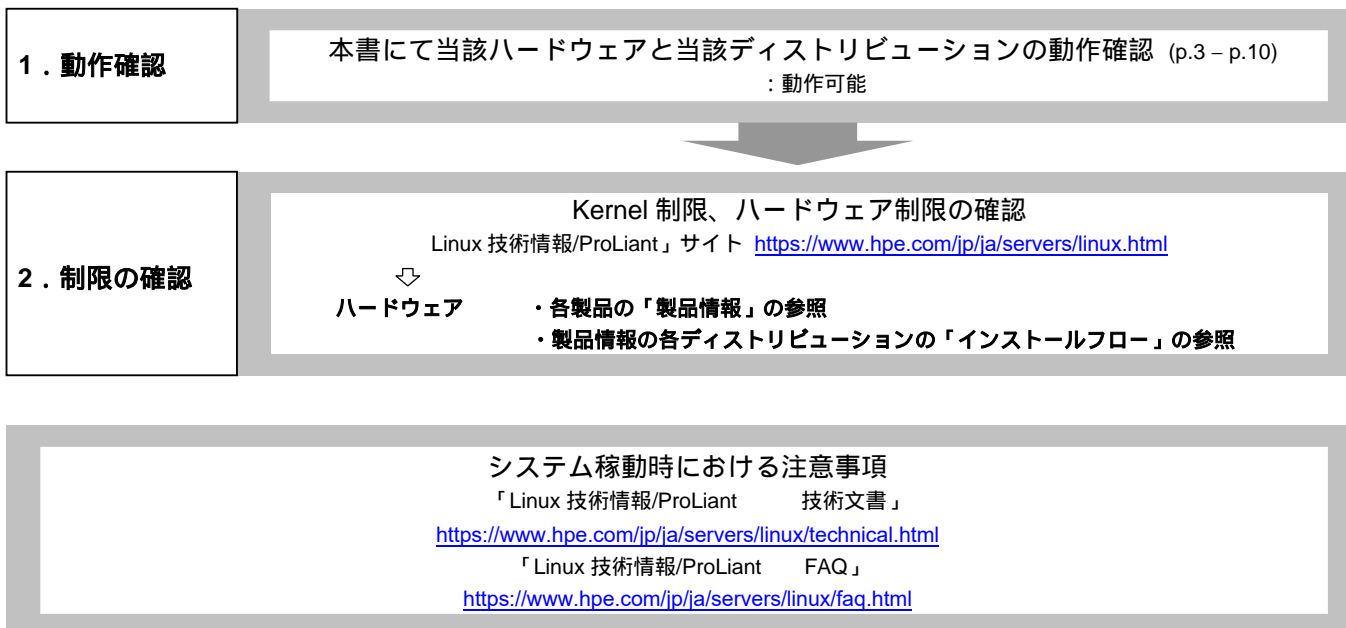 1．動作確認
本書にて当該ハードウェアと当該ディストリビューションの動作確認 (p.3 – p.10)
：動作可能
2．制限の確認
Kernel 制限、ハードウェア制限の確認
Linux 技術情報/ProLiant」サイト https://www.hpe.com/jp/ja/servers/linux.html
ハードウェア ・各製品の「製品情報」の参照
・製品情報の各ディストリビューションの「インストールフロー」の参照
システム稼動時における注意事項
「Linux 技術情報/ProLiant 技術文書」
https://www.hpe.com/jp/ja/servers/linux/technical.html
「Linux 技術情報/ProLiant FAQ」
https://www.hpe.com/jp/ja/servers/linux/faq.html